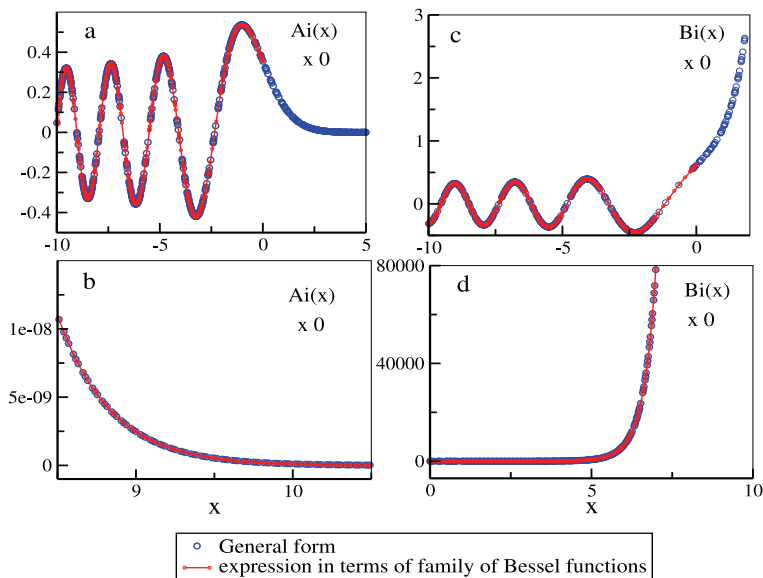 a
Ai(x)
x 0
0.4
0.2
0
-0.2
-0.4
-10
-5
0
5
c
Bi(x)
x 0
3
2
1
0
-10
-5
0
b
Ai(x)
x 0
1e-08
5e-09
0
9
10
x
d
Bi(x)
x 0
80000
40000
0
0
5
10
x
General form
expression in terms of family of Bessel functions